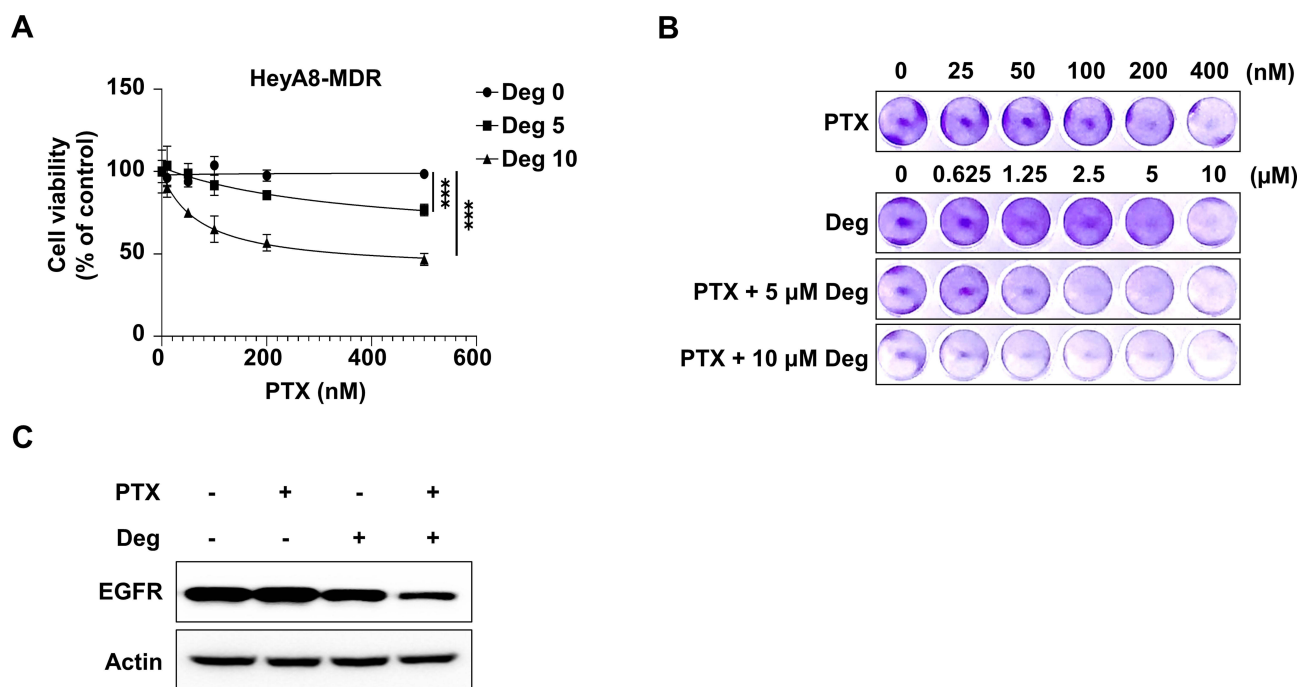 A
HeyA8-MDR
Cell viability
(% of control)
150
100
50
0
0 200 400 600
PTX (nM)
Deg 0
Deg 5
Deg 10
***
***
B
0 25 50 100 200 400 (nM)
PTX
0 0.625 1.25 2.5 5 10 (µM)
Deg
PTX + 5 µM Deg
PTX + 10 µM Deg
C
PTX - + - +
Deg - - + +
EGFR
Actin